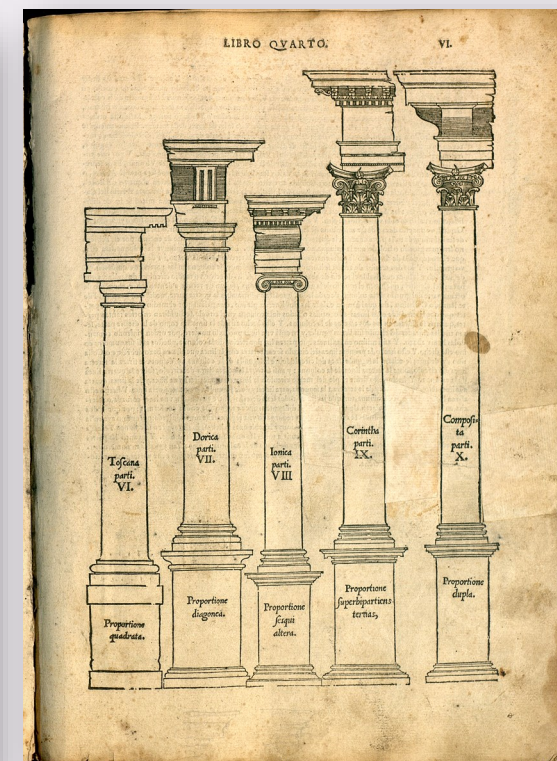 LIBRO QVARTO. VI.
Toſcana
parti.
VI.
Dorica
parti.
VII.
Ionica
parti.
VIII
Corinthia
parti.
IX.
Composi-
ta
parti.
X.
Proportione
quadrata.
Proportione
diagonea.
Proportione
ſesqui
altera.
Proportione
ſuperbipartiens
tertias,
Proportione
dupla.